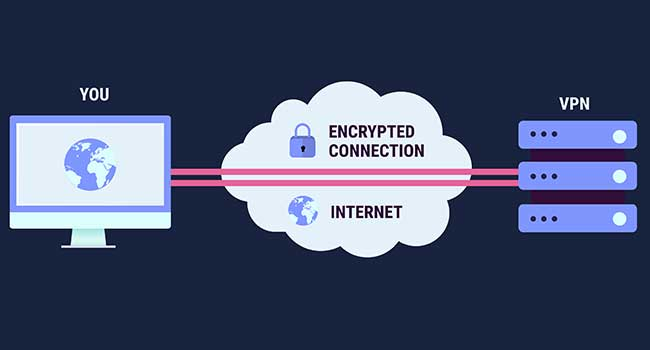 YOU
VPN
ENCRYPTED
CONNECTION
INTERNET